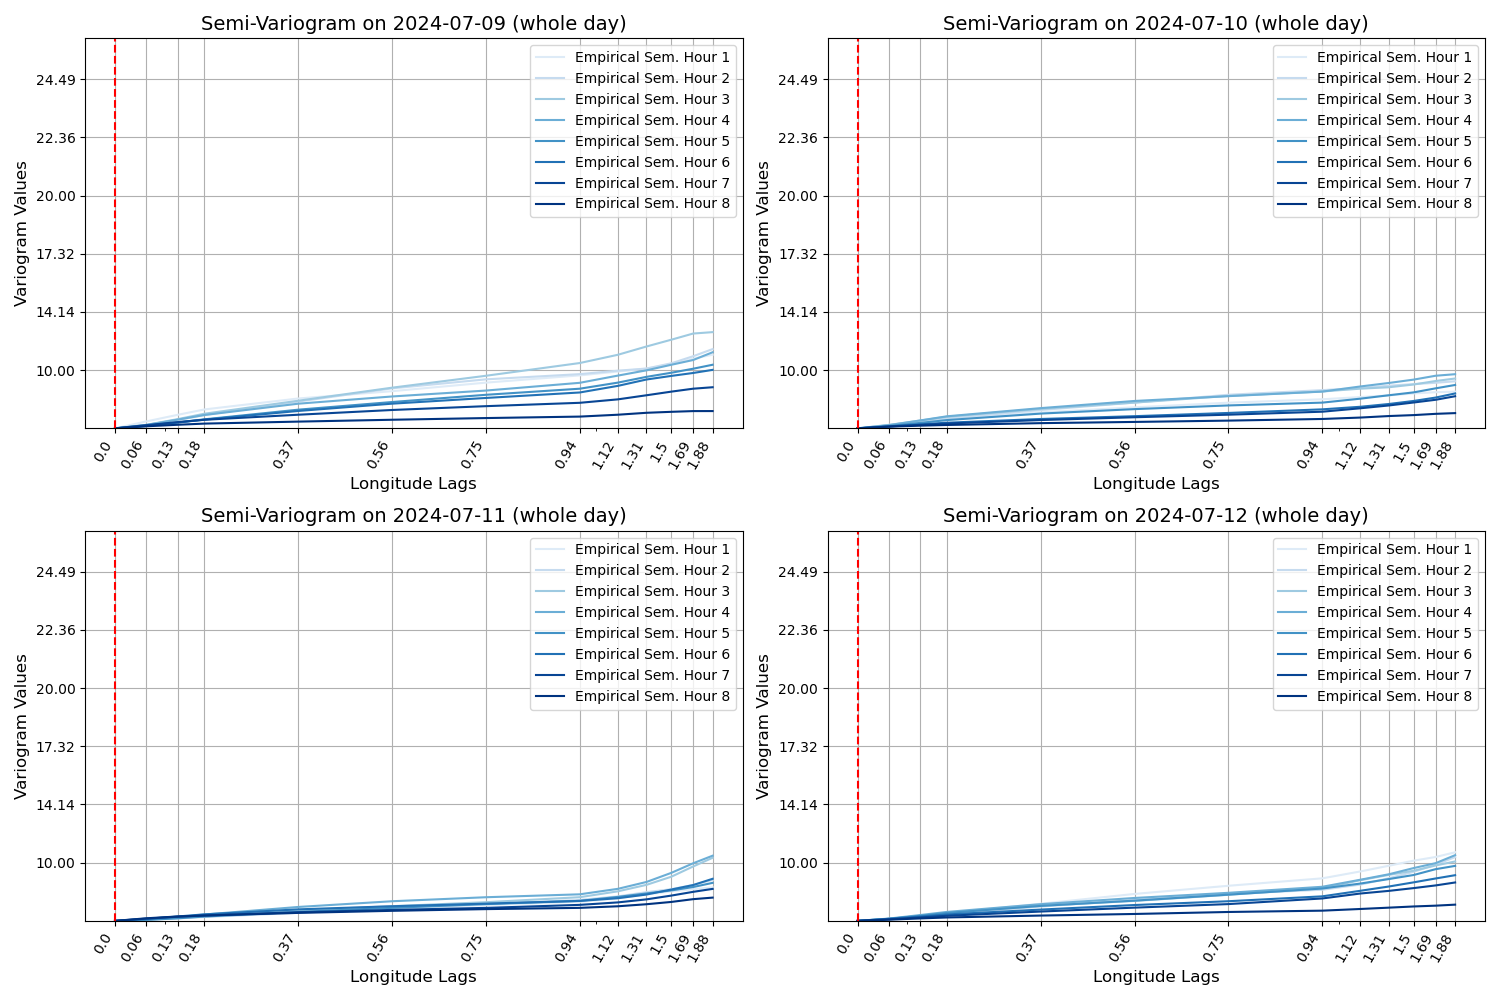 Semi-Variogram on 2024-07-09 (whole day)
Variogram Values
24.49
22.36
20.00
17.32
14.14
10.00
Empirical Sem. Hour 1
Empirical Sem. Hour 2
Empirical Sem. Hour 3
Empirical Sem. Hour 4
Empirical Sem. Hour 5
Empirical Sem. Hour 6
Empirical Sem. Hour 7
Empirical Sem. Hour 8
0.0
0.06
0.13
0.18
0.37
0.56
0.75
0.94
1.12
1.31
1.5
1.69
1.88
Longitude Lags
Semi-Variogram on 2024-07-10 (whole day)
Variogram Values
24.49
22.36
20.00
17.32
14.14
10.00
Empirical Sem. Hour 1
Empirical Sem. Hour 2
Empirical Sem. Hour 3
Empirical Sem. Hour 4
Empirical Sem. Hour 5
Empirical Sem. Hour 6
Empirical Sem. Hour 7
Empirical Sem. Hour 8
0.0
0.06
0.13
0.18
0.37
0.56
0.75
0.94
1.12
1.31
1.5
1.69
1.88
Longitude Lags
Semi-Variogram on 2024-07-11 (whole day)
Variogram Values
24.49
22.36
20.00
17.32
14.14
10.00
Empirical Sem. Hour 1
Empirical Sem. Hour 2
Empirical Sem. Hour 3
Empirical Sem. Hour 4
Empirical Sem. Hour 5
Empirical Sem. Hour 6
Empirical Sem. Hour 7
Empirical Sem. Hour 8
0.0
0.06
0.13
0.18
0.37
0.56
0.75
0.94
1.12
1.31
1.5
1.69
1.88
Longitude Lags
Semi-Variogram on 2024-07-12 (whole day)
Variogram Values
24.49
22.36
20.00
17.32
14.14
10.00
Empirical Sem. Hour 1
Empirical Sem. Hour 2
Empirical Sem. Hour 3
Empirical Sem. Hour 4
Empirical Sem. Hour 5
Empirical Sem. Hour 6
Empirical Sem. Hour 7
Empirical Sem. Hour 8
0.0
0.06
0.13
0.18
0.37
0.56
0.75
0.94
1.12
1.31
1.5
1.69
1.88
Longitude Lags